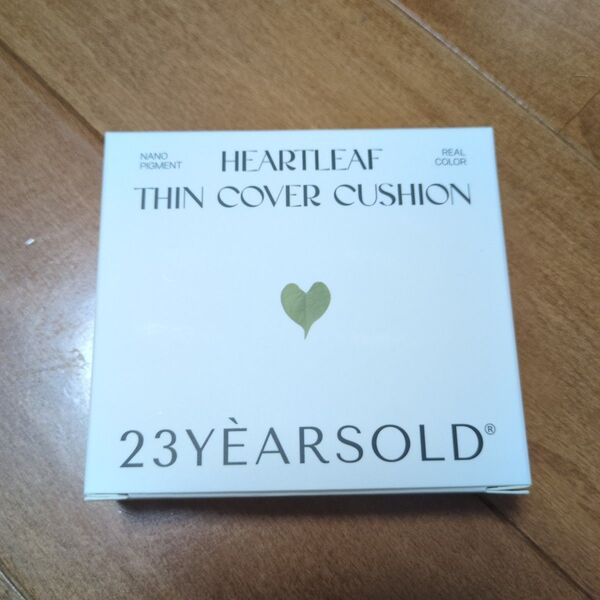 NANO
PIGMENT
HEARTLEAF
REAL
COLOR
THIN COVER CUSHION
23YÈARSOLD®